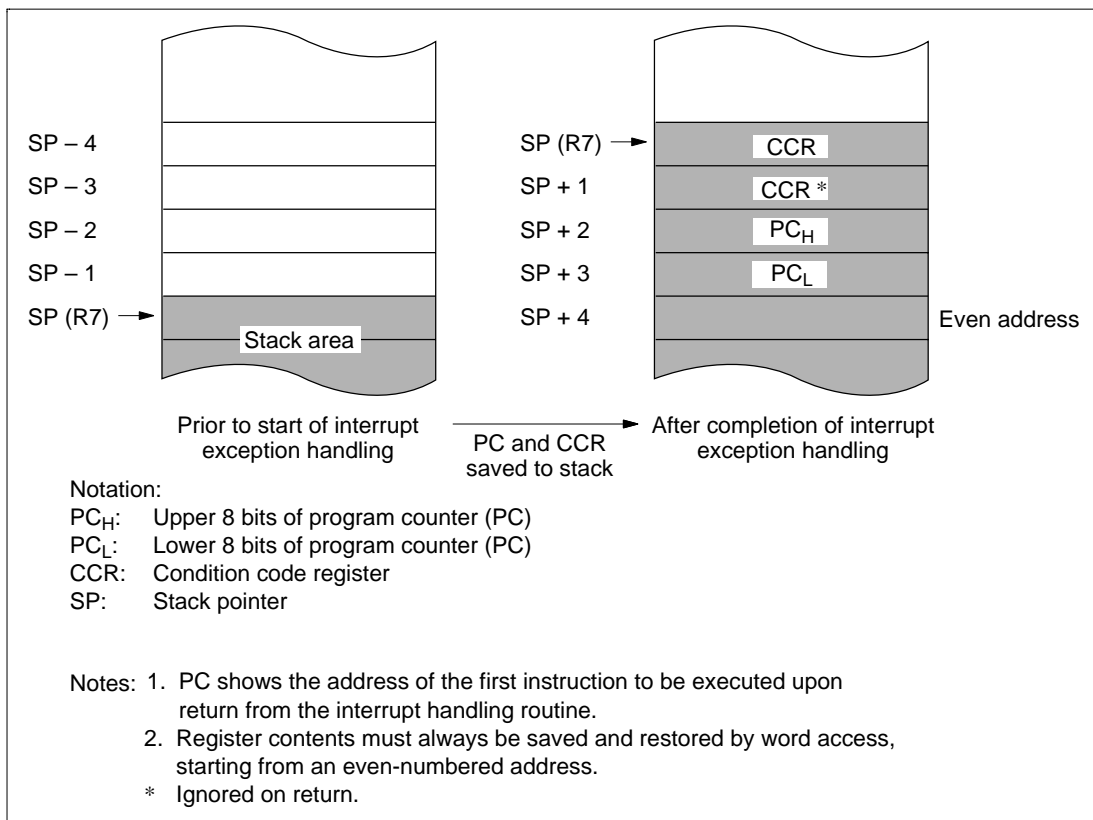 SP – 4
SP – 3
SP – 2
SP – 1
SP (R7)
Stack area
SP (R7)
SP + 1
SP + 2
SP + 3
SP + 4
CCR
CCR *
PCH
PCL
Even address
Prior to start of interrupt
exception handling
PC and CCR
saved to stack
After completion of interrupt
exception handling
Notation:
PCH: Upper 8 bits of program counter (PC)
PCL: Lower 8 bits of program counter (PC)
CCR: Condition code register
SP: Stack pointer
Notes: 1. PC shows the address of the first instruction to be executed upon
return from the interrupt handling routine.
2. Register contents must always be saved and restored by word access,
starting from an even-numbered address.
* Ignored on return.